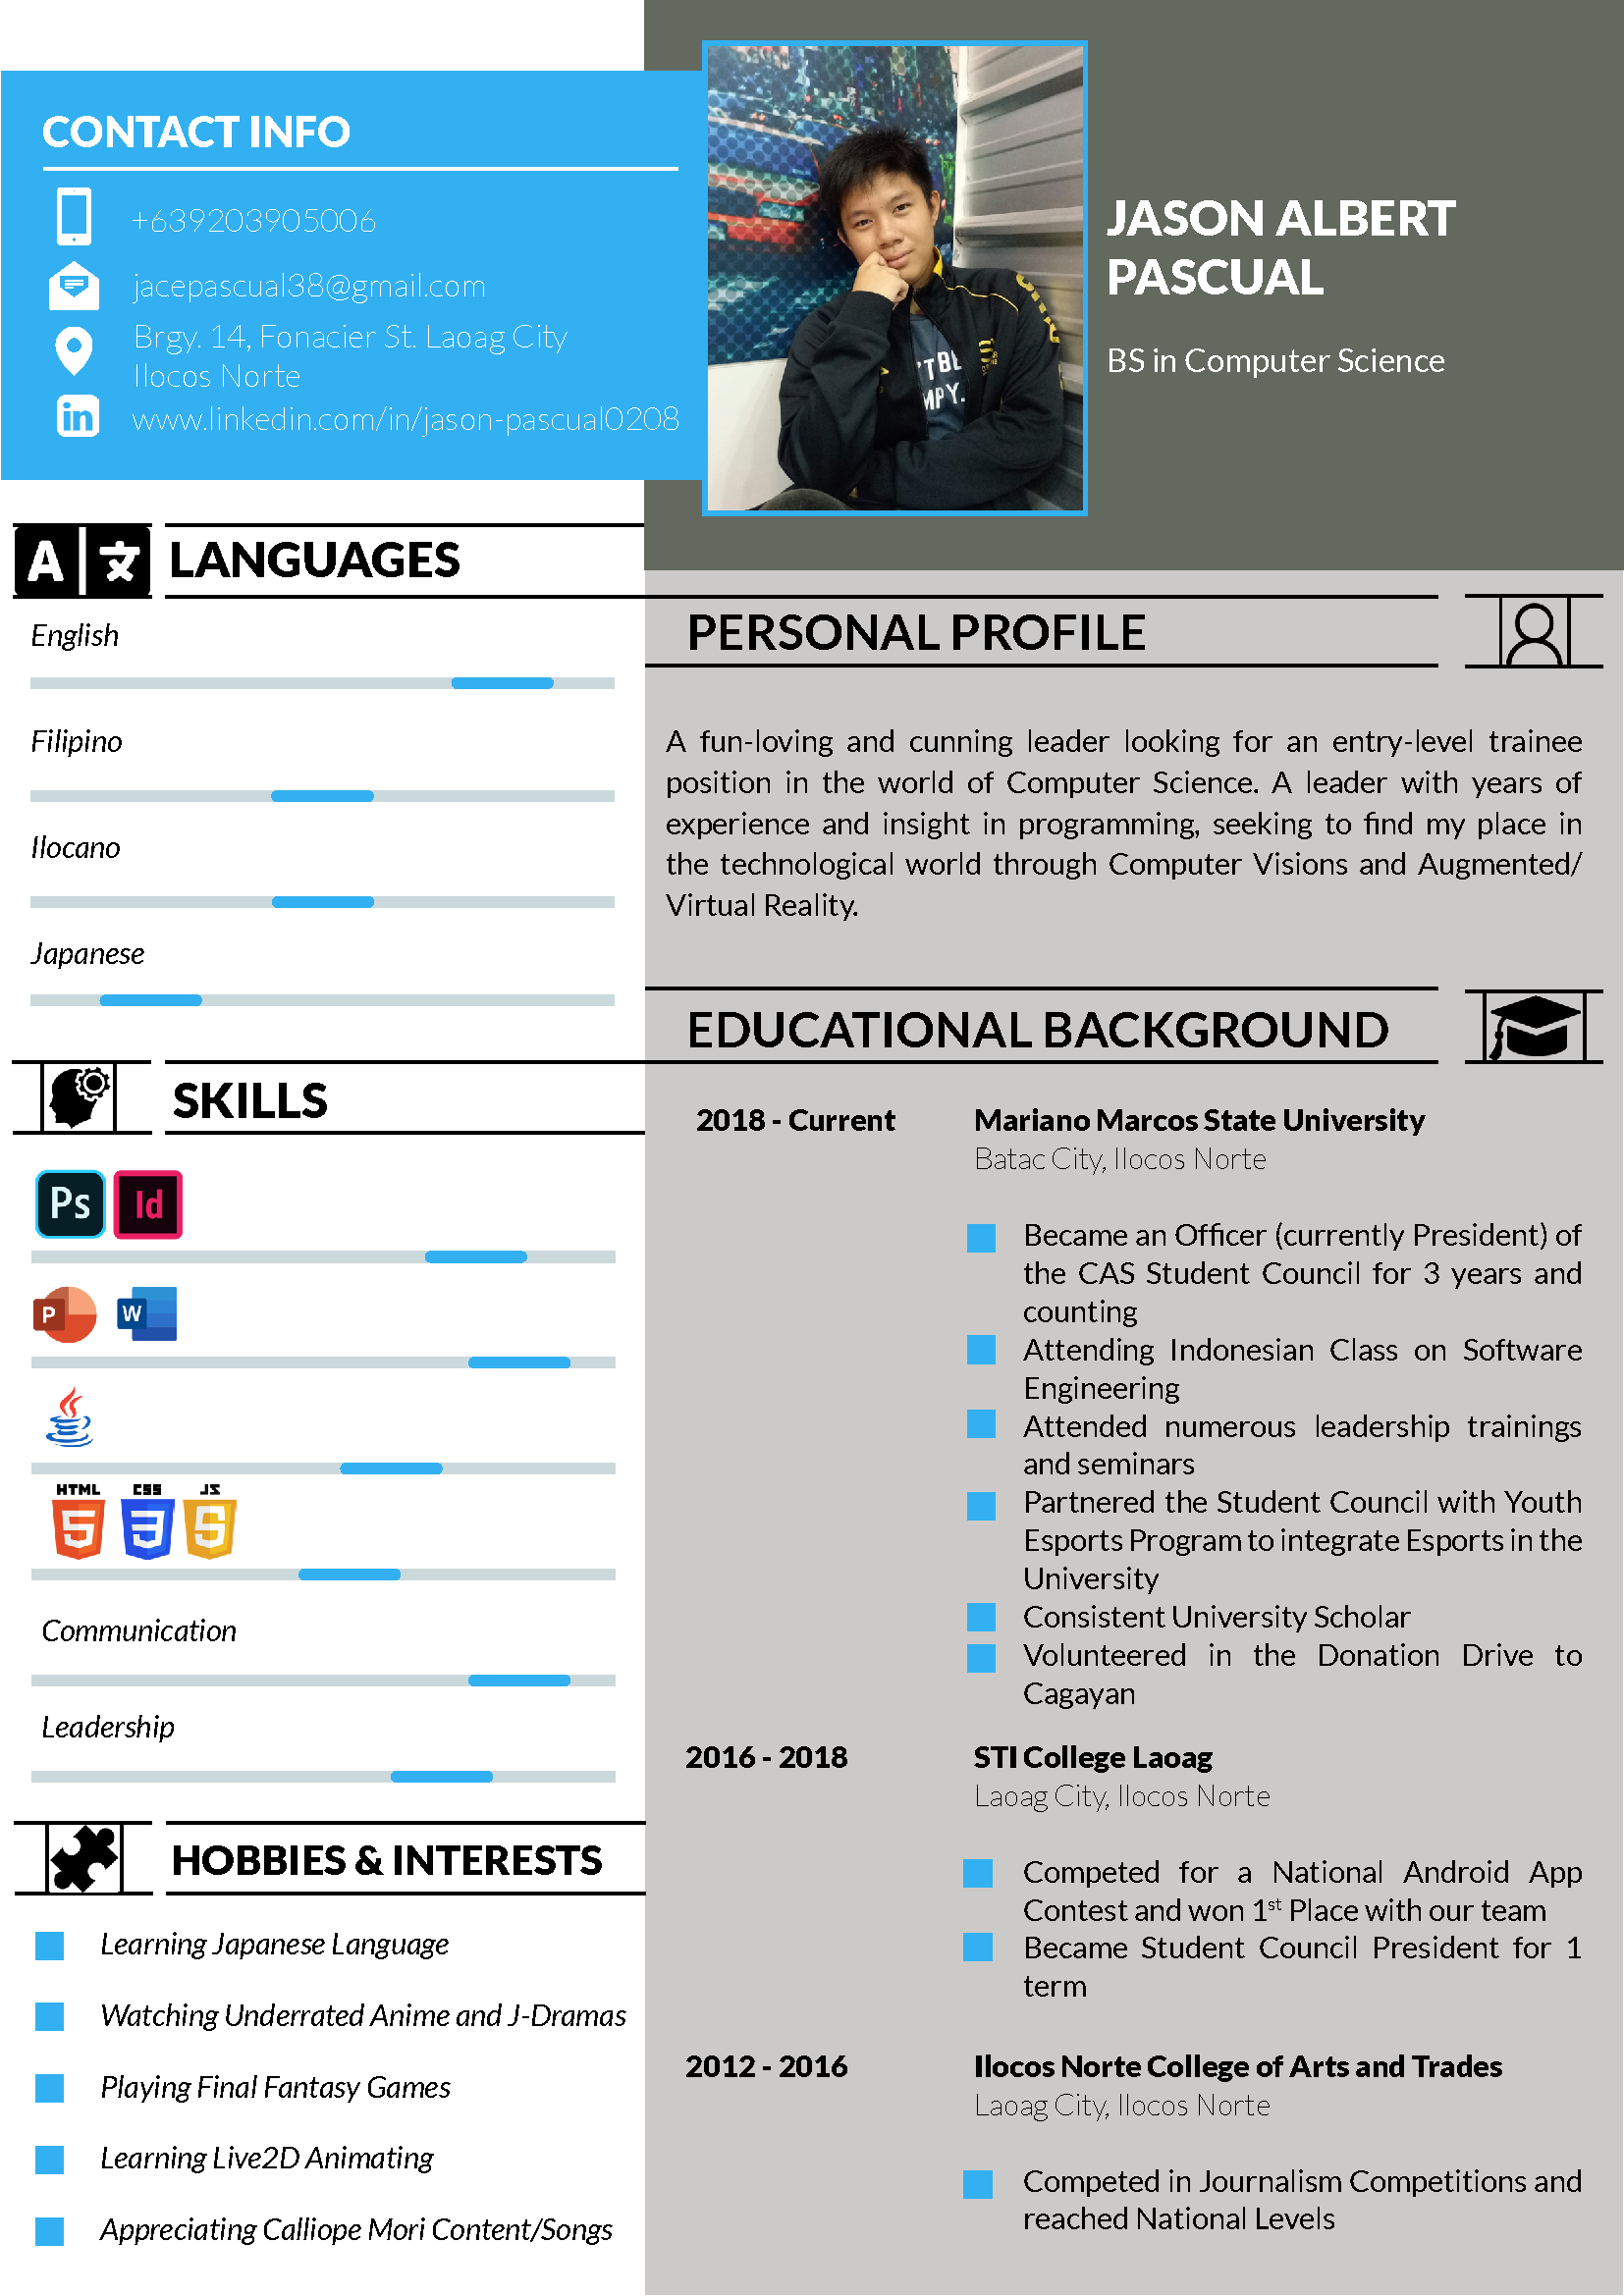 CONTACT INFO
+639203905006
jacepascual38@gmail.com
Brgy. 14, Fonacier St. Laoag City
Ilocos Norte
www.linkedin.com/in/jason-pascual0208
JASON ALBERT
PASCUAL
BS in Computer Science
A 文
LANGUAGES
English
Filipino
Ilocano
Japanese
SKILLS
Ps Id
P W
HTML CSS JS
5 3 5
Communication
Leadership
HOBBIES & INTERESTS
Learning Japanese Language
Watching Underrated Anime and J-Dramas
Playing Final Fantasy Games
Learning Live2D Animating
Appreciating Calliope Mori Content/Songs
PERSONAL PROFILE
A fun-loving and cunning leader looking for an entry-level trainee
position in the world of Computer Science. A leader with years of
experience and insight in programming, seeking to find my place in
the technological world through Computer Visions and Augmented/
Virtual Reality.
EDUCATIONAL BACKGROUND
2018 - Current
Mariano Marcos State University
Batac City, Ilocos Norte
Became an Officer (currently President) of
the CAS Student Council for 3 years and
counting
Attending Indonesian Class on Software
Engineering
Attended numerous leadership trainings
and seminars
Partnered the Student Council with Youth
Esports Program to integrate Esports in the
University
Consistent University Scholar
Volunteered in the Donation Drive to
Cagayan
2016 - 2018
STI College Laoag
Laoag City, Ilocos Norte
Competed for a National Android App
Contest and won 1st Place with our team
Became Student Council President for 1
term
2012 - 2016
Ilocos Norte College of Arts and Trades
Laoag City, Ilocos Norte
Competed in Journalism Competitions and
reached National Levels